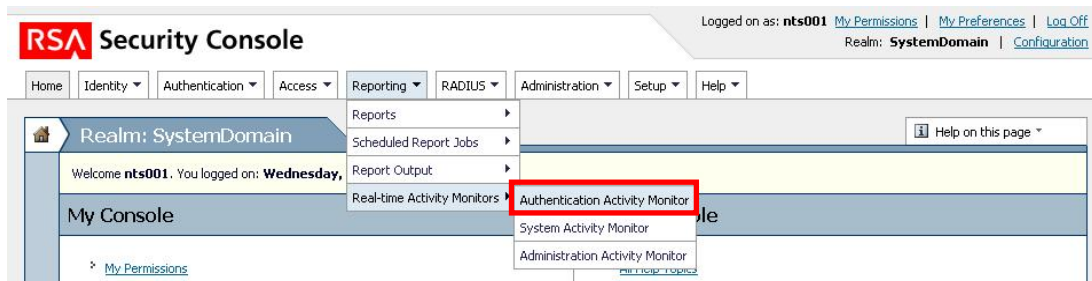 Logged on as: nts001 My Permissions | My Preferences | Log Off
RSA Security Console
Realm: SystemDomain | Configuration
Home Identity Authentication Access Reporting RADIUS Administration Setup Help
Reports
Realm: SystemDomain
Help on this page
Scheduled Report Jobs
Welcome nts001. You logged on: Wednesday,
Report Output
Real-time Activity Monitors
Authentication Activity Monitor
My Console
System Activity Monitor
Administration Activity Monitor
My Permissions
All Help Topics